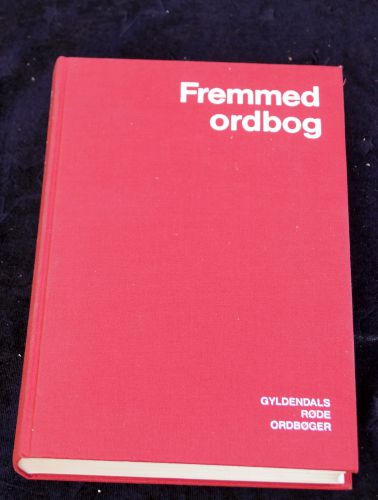 Fremmed
ordbog
GYLDENDALS
RØDE
ORDBØGER